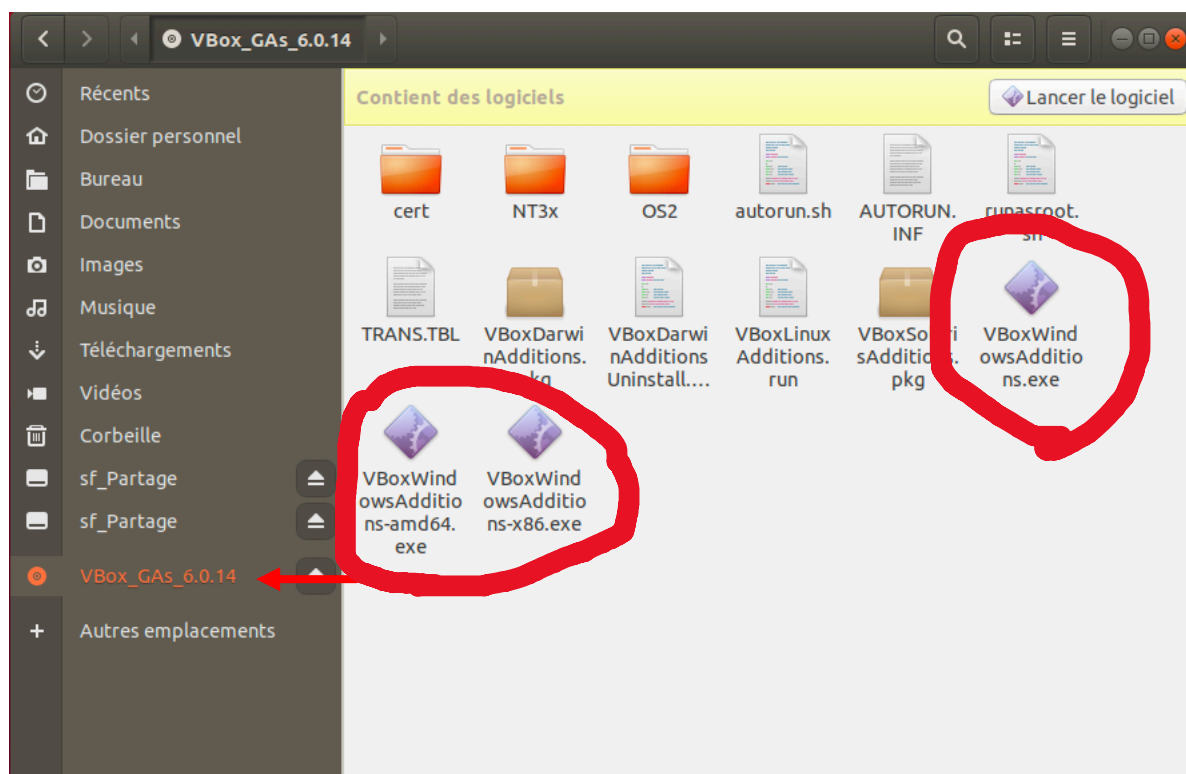 VBox_GAs_6.0.14
Récents
Dossier personnel
Bureau
Documents
Images
Musique
Téléchargements
Vidéos
Corbeille
sf_Partage
sf_Partage
VBox_GAs_6.0.14
Autres emplacements
Contient des logiciels
Lancer le logiciel
cert
NT3x
OS2
autorun.sh
AUTORUN.
INF
runasroot.
sh
TRANS.TBL
VBoxDarwi
nAdditions.
pkg
VBoxDarwi
nAdditions
Uninstall....
VBoxLinux
Additions.
run
VBoxSolari
sAdditions.
pkg
VBoxWind
owsAdditio
ns.exe
VBoxWind
owsAdditio
ns-amd64.
exe
VBoxWind
owsAdditio
ns-x86.exe